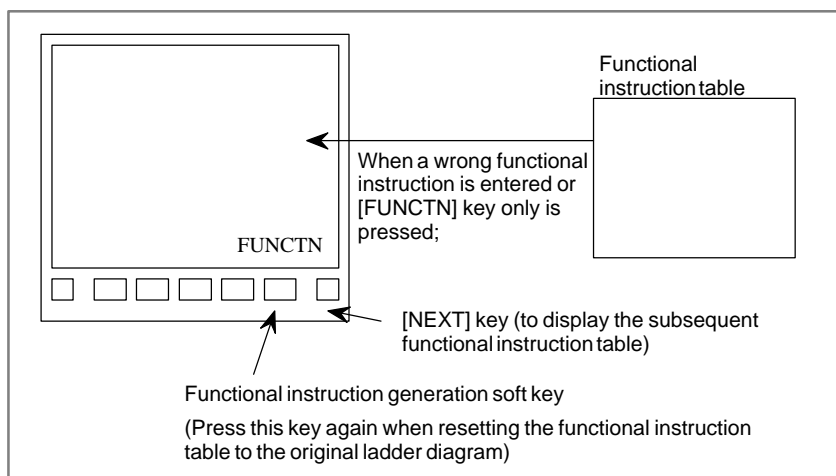 Functional
instruction table
When a wrong functional
instruction is entered or
[FUNCTN] key only is
pressed;
FUNCTN
[NEXT] key (to display the subsequent
functional instruction table)
Functional instruction generation soft key
(Press this key again when resetting the functional instruction
table to the original ladder diagram)